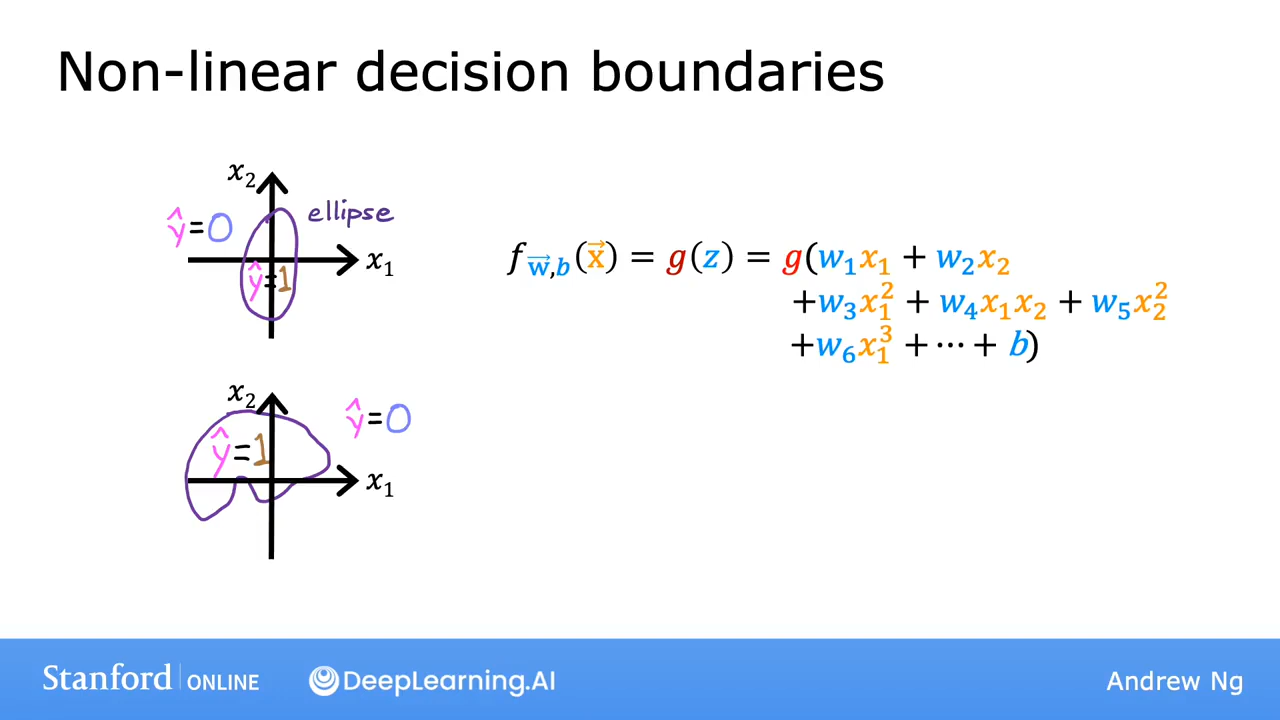 Non-linear decision boundaries
x₂
ŷ=0
ellipse
x₁
ŷ=1
f_{w⃗,b}(x⃗) = g(z) = g(w₁x₁ + w₂x₂
+w₃x₁² + w₄x₁x₂ + w₅x₂²
+w₆x₁³ + ⋯ + b)
x₂
ŷ=0
ŷ=1
x₁
Stanford ONLINE
DeepLearning.AI
Andrew Ng